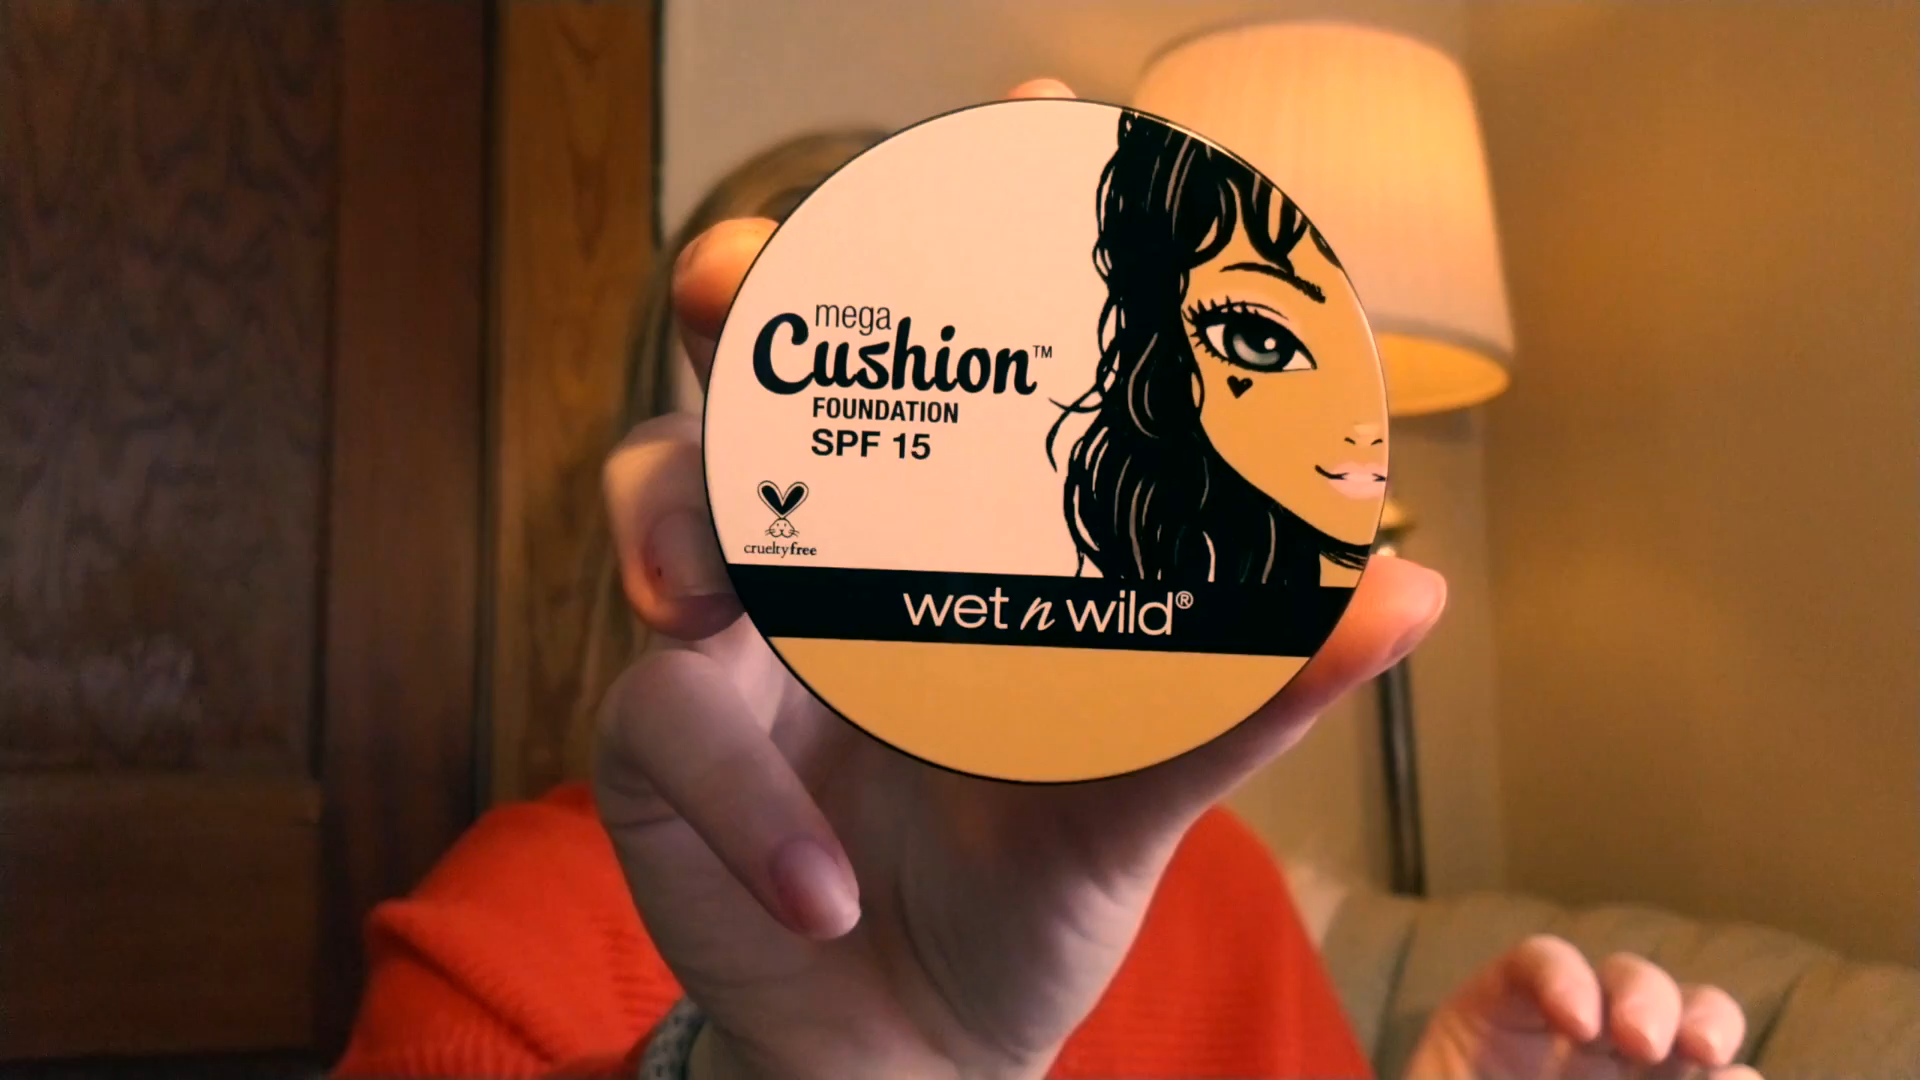 mega
Cushion™
FOUNDATION
SPF 15
crueltyfree
wet n wild®